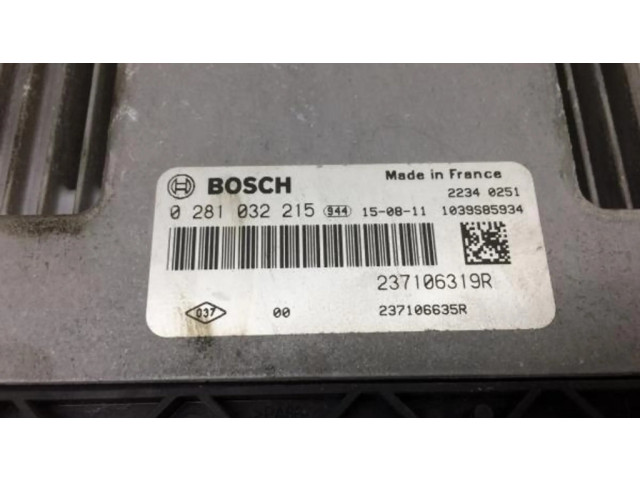 Made in France
BOSCH
2234 0251
0 281 032 215 944 15-08-11 1039S85934
237106319R
037 00 237106635R